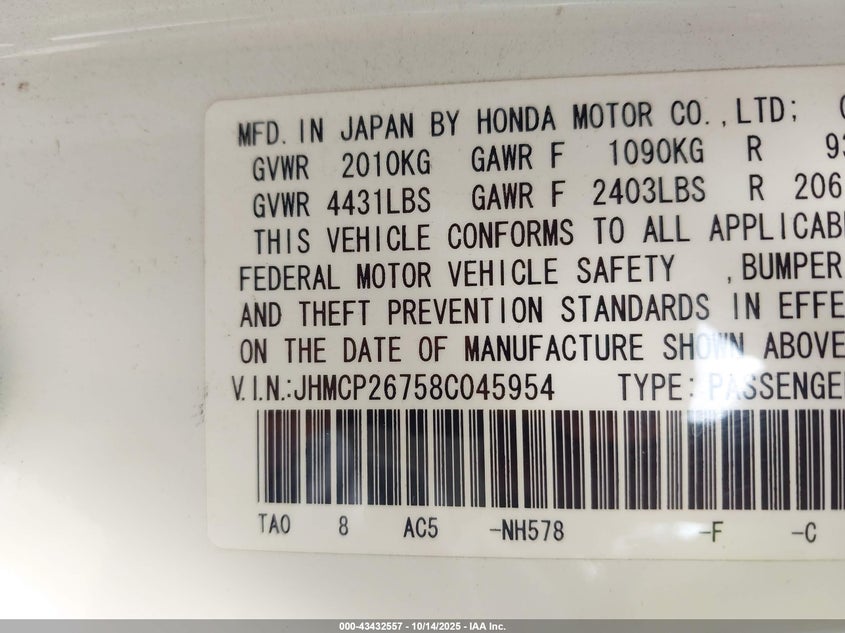 MFD. IN JAPAN BY HONDA MOTOR CO.,LTD;
GVWR 2010KG GAWR F 1090KG R 93
GVWR 4431LBS GAWR F 2403LBS R 206
THIS VEHICLE CONFORMS TO ALL APPLICAB
FEDERAL MOTOR VEHICLE SAFETY ,BUMPER
AND THEFT PREVENTION STANDARDS IN EFFE
ON THE DATE OF MANUFACTURE SHOWN ABOVE
V.I.N.:JHMCP26758C045954 TYPE:PASSENGE
TAO 8 AC5 -NH578 -F -C
000-43432557 - 10/14/2025 - IAA Inc.